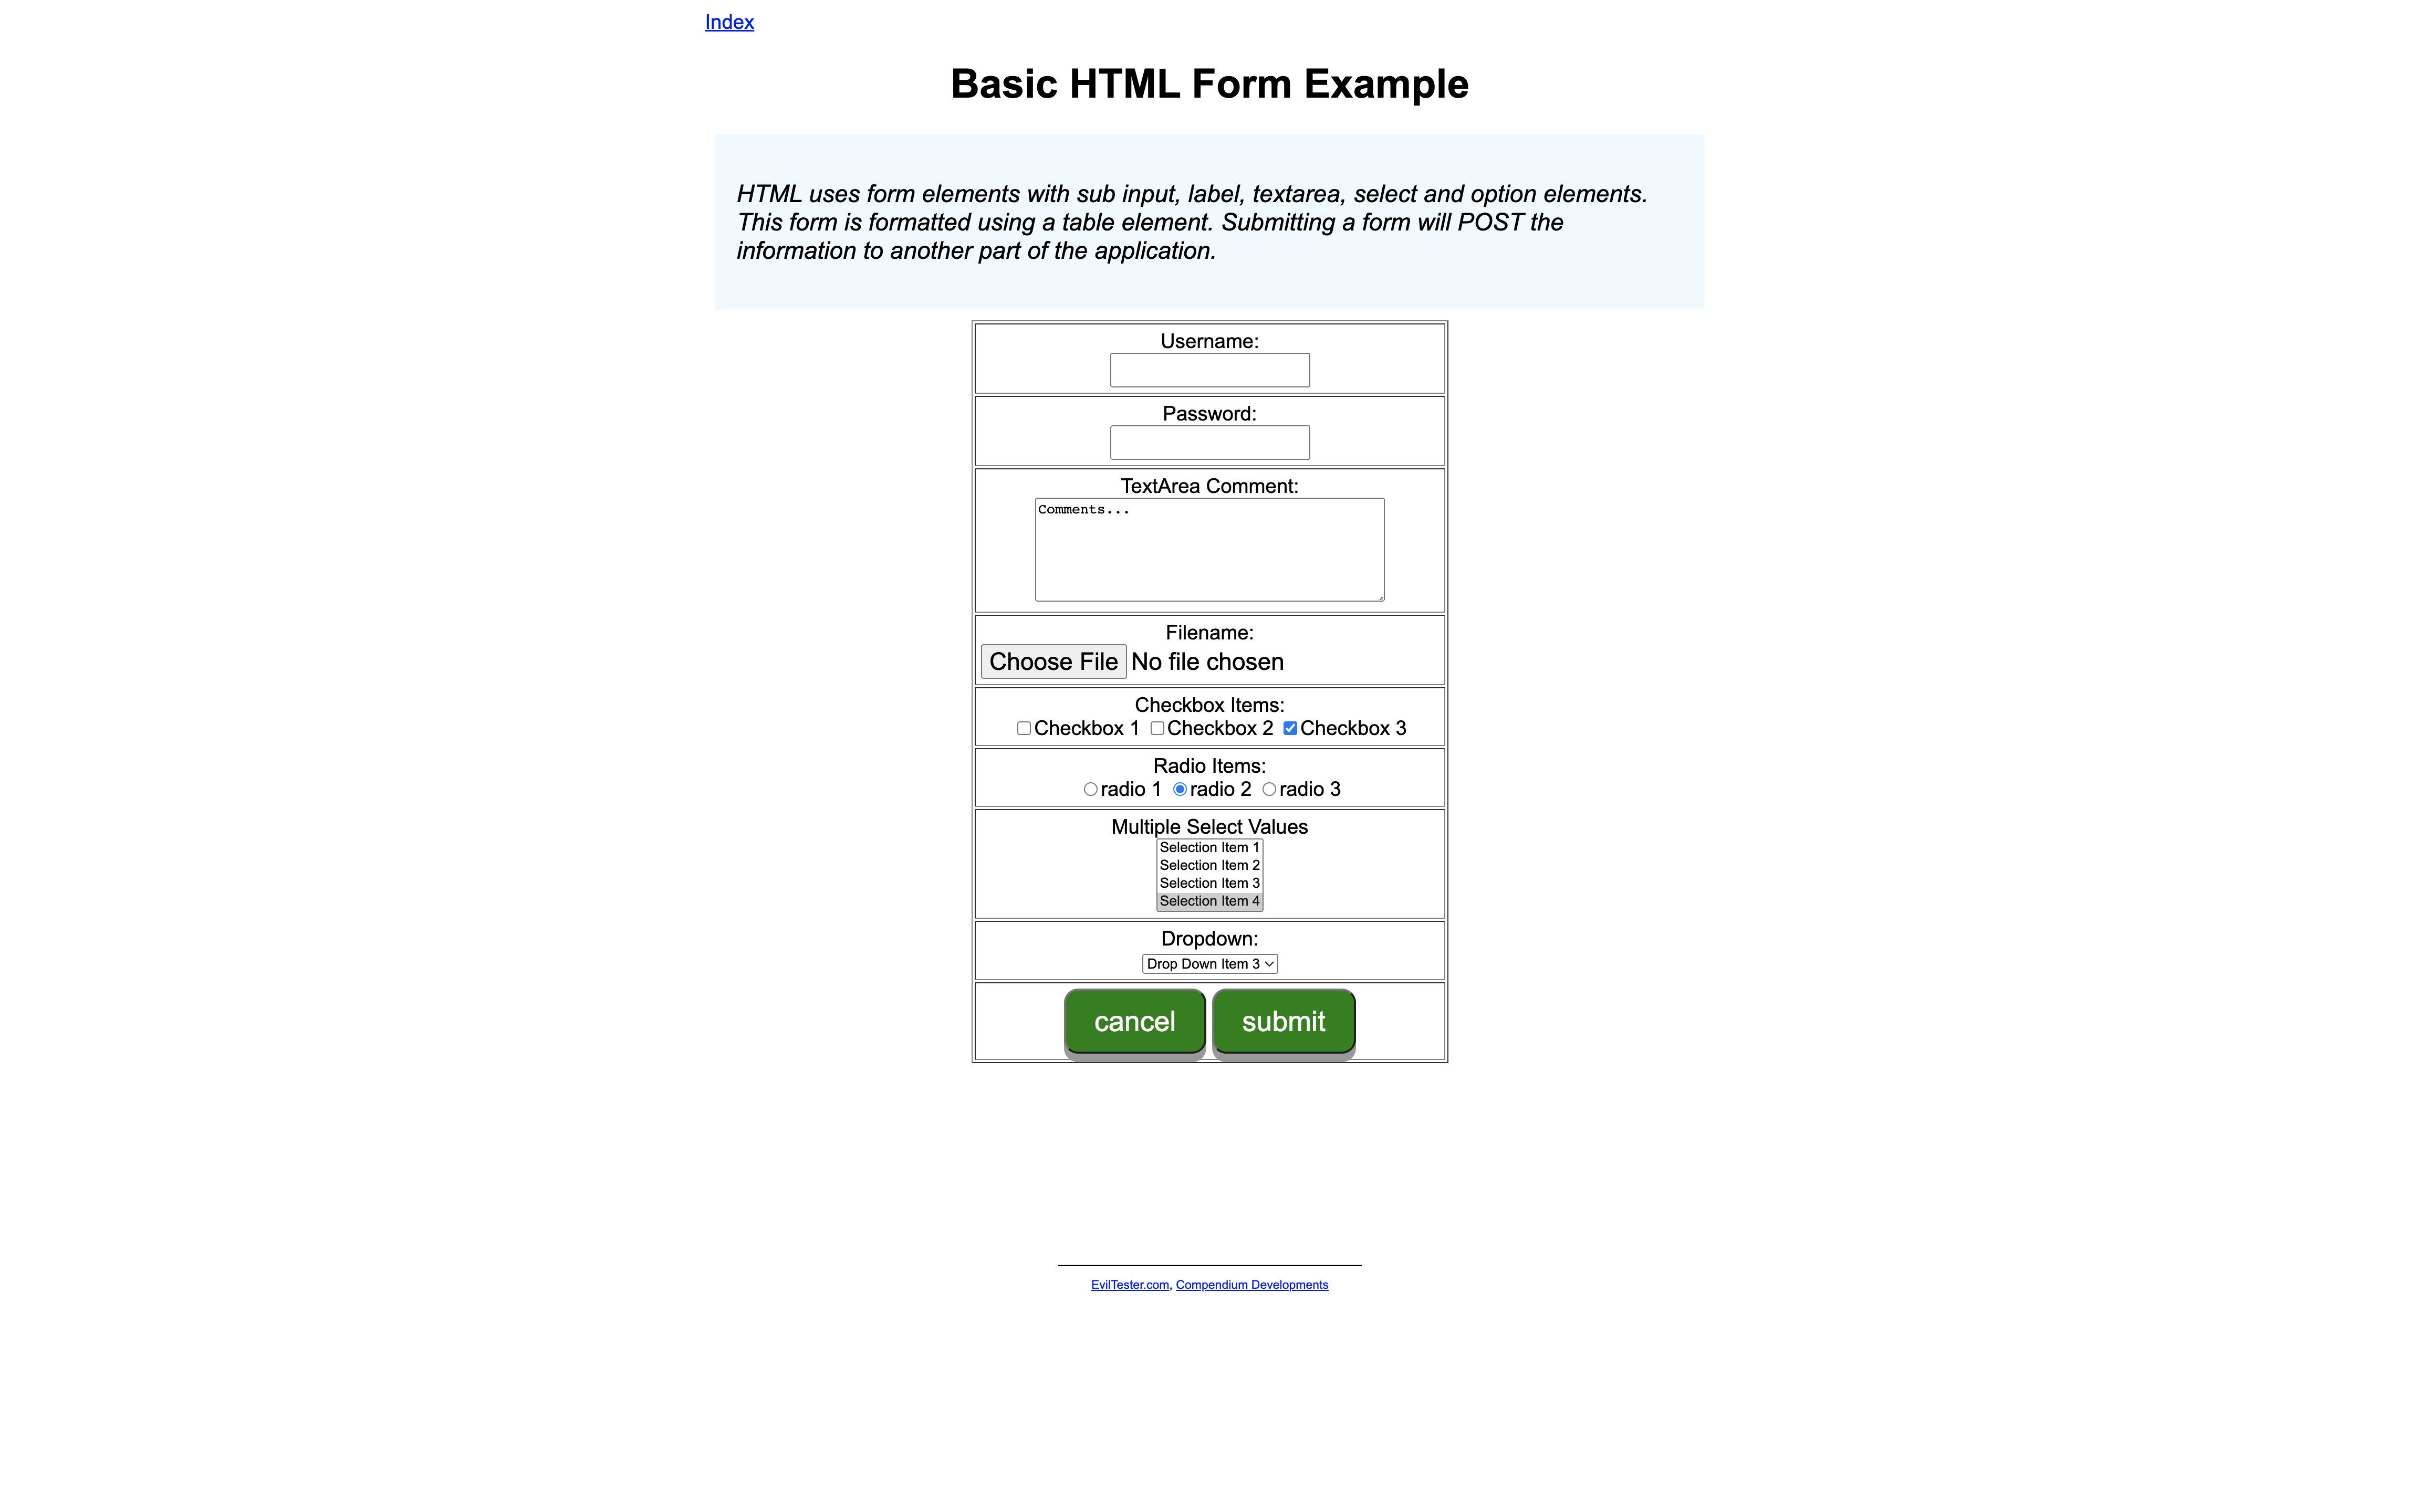 Index
Basic HTML Form Example
HTML uses form elements with sub input, label, textarea, select and option elements.
This form is formatted using a table element. Submitting a form will POST the
information to another part of the application.
Username:
Password:
TextArea Comment:
Comments...
Filename:
Choose File No file chosen
Checkbox Items:
Checkbox 1 Checkbox 2 Checkbox 3
Radio Items:
radio 1 radio 2 radio 3
Multiple Select Values
Selection Item 1
Selection Item 2
Selection Item 3
Selection Item 4
Dropdown:
Drop Down Item 3
cancel submit
EvilTester.com, Compendium Developments